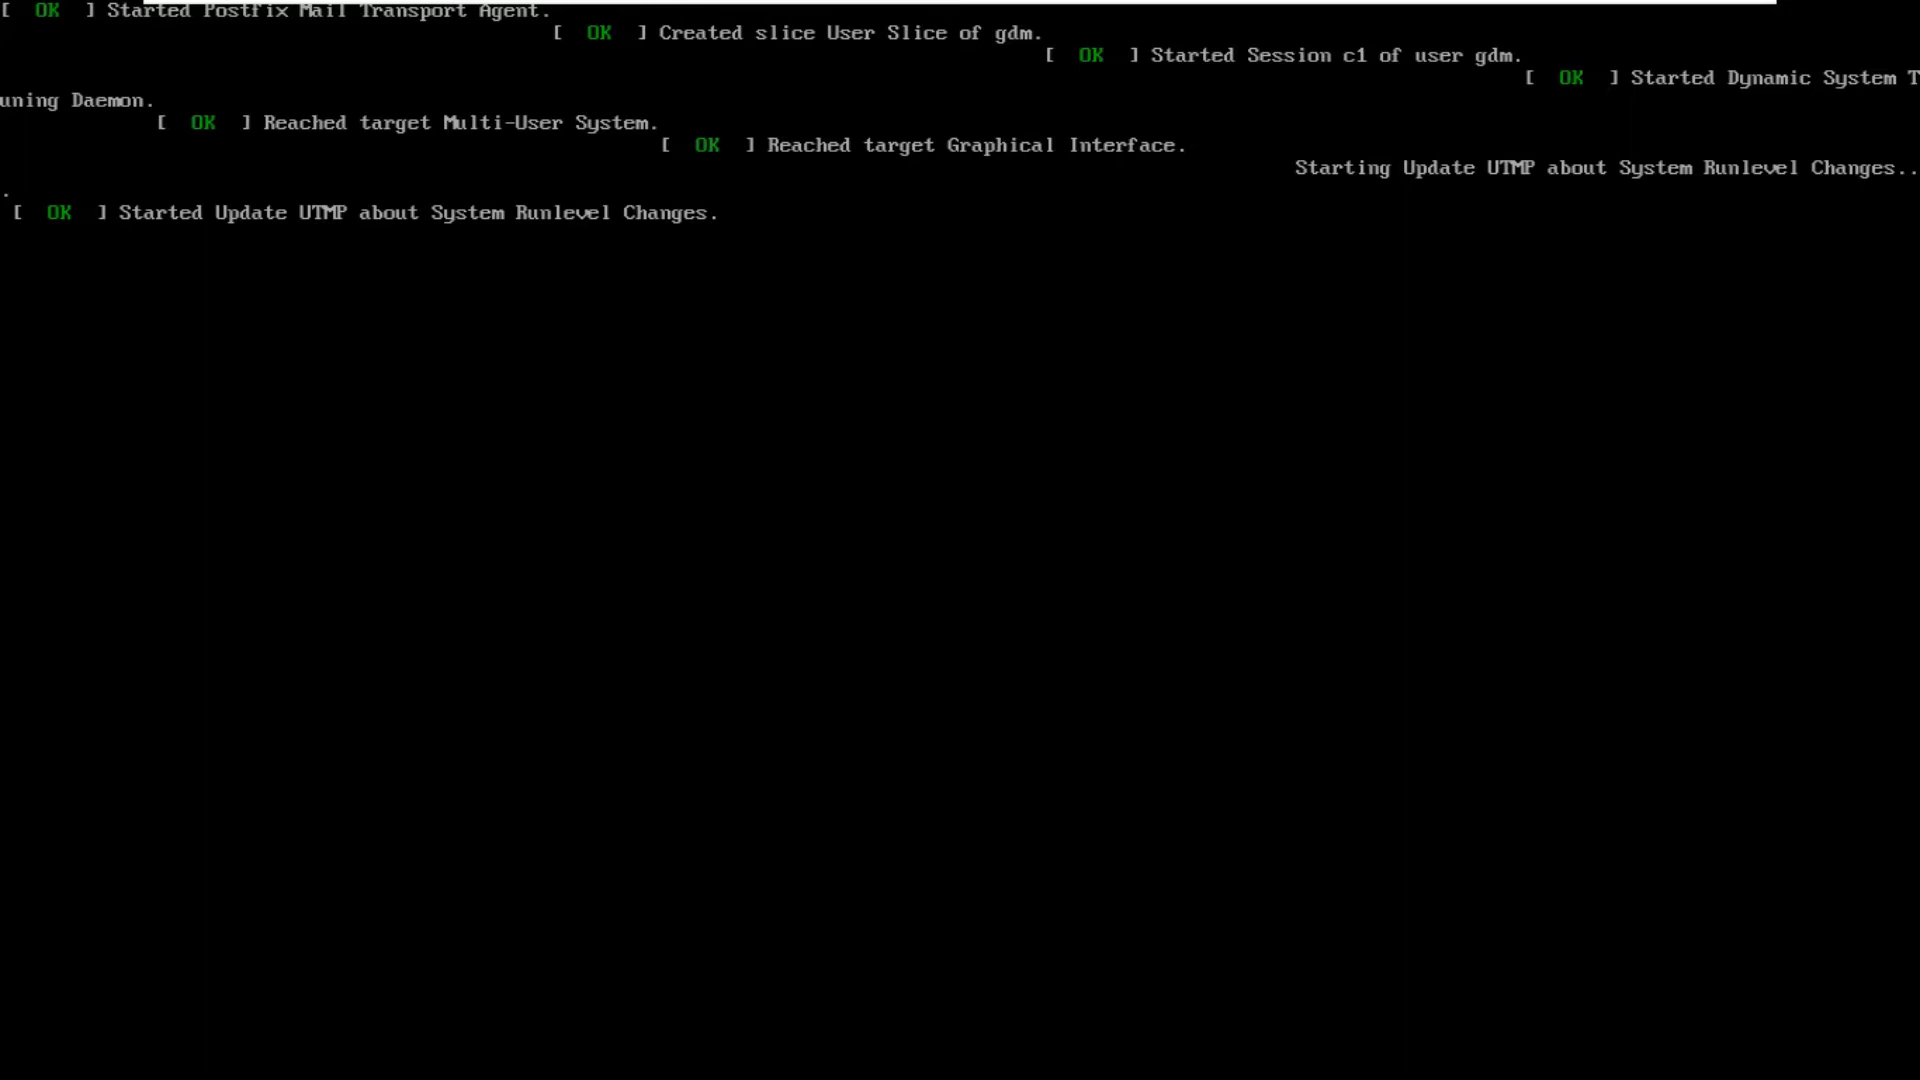 [  OK  ] Started Postfix Mail Transport Agent.
[  OK  ] Created slice User Slice of gdm.
[  OK  ] Started Session c1 of user gdm.
[  OK  ] Started Dynamic System T
uning Daemon.
[  OK  ] Reached target Multi-User System.
[  OK  ] Reached target Graphical Interface.
Starting Update UTMP about System Runlevel Changes..
.
[  OK  ] Started Update UTMP about System Runlevel Changes.